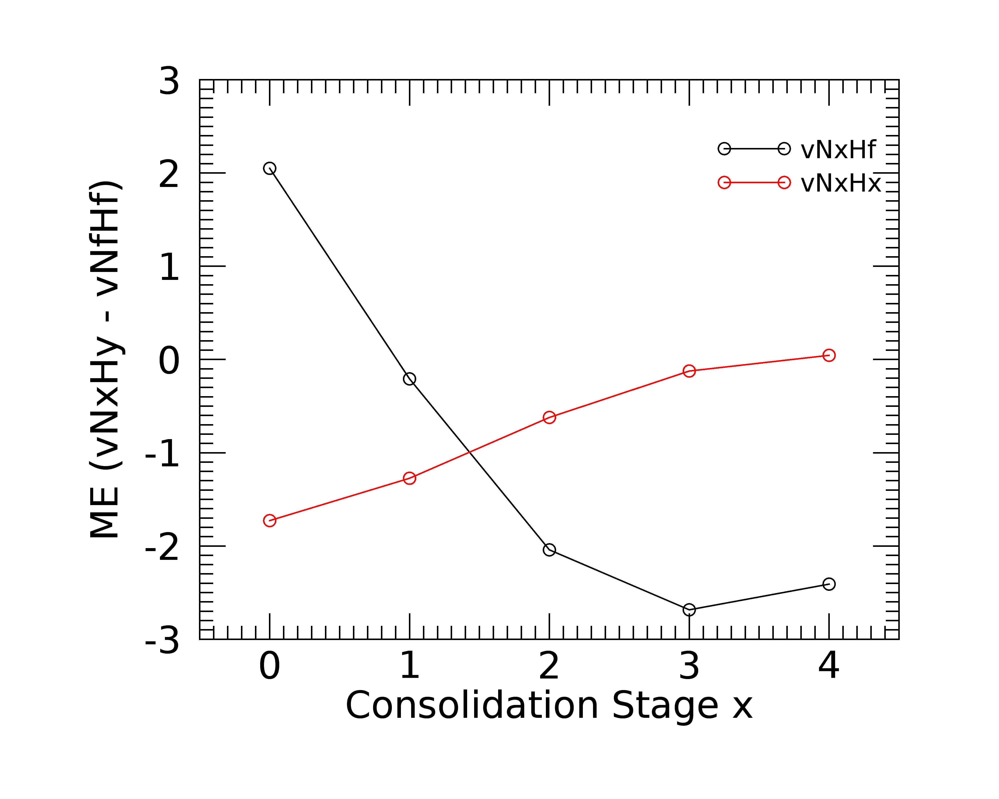 ME (vNxHy - vNfHf)
3
2
1
0
-1
-2
-3
vNxHf
vNxHx
0 1 2 3 4
Consolidation Stage x